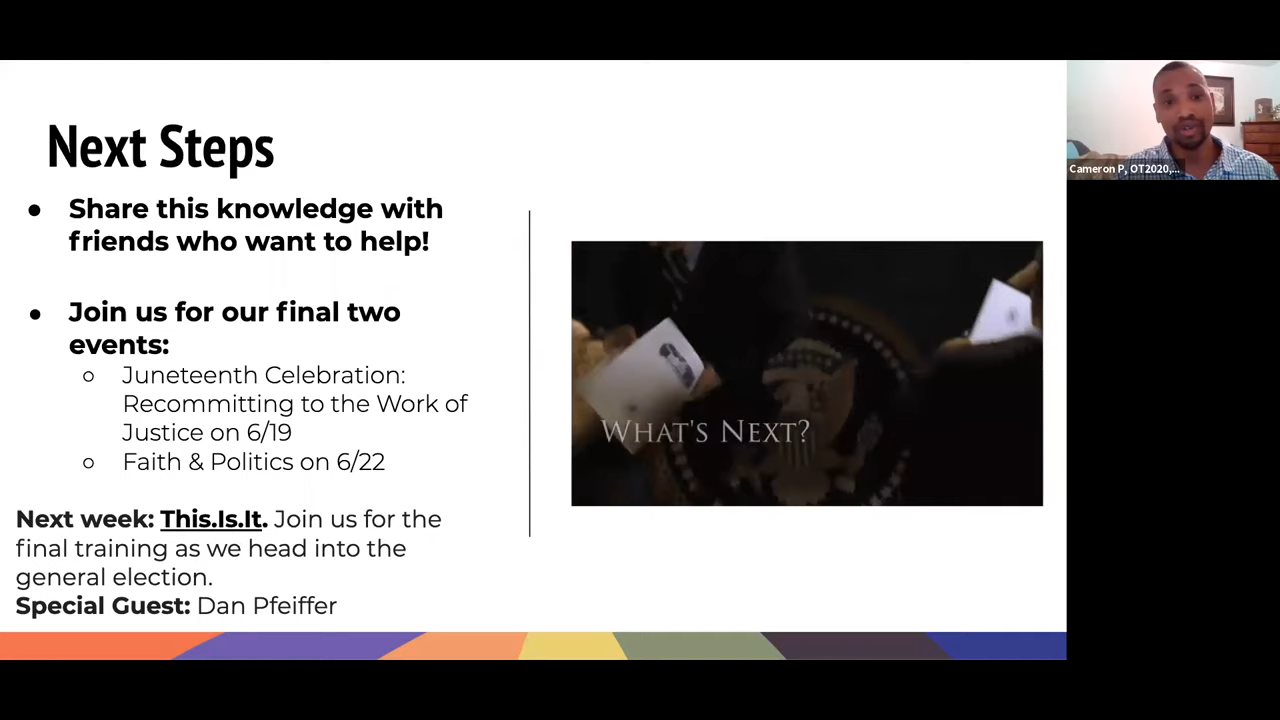 Next Steps
● Share this knowledge with
friends who want to help!
● Join us for our final two
events:
○ Juneteenth Celebration:
Recommitting to the Work of
Justice on 6/19
○ Faith & Politics on 6/22
Next week: This.Is.It. Join us for the
final training as we head into the
general election.
Special Guest: Dan Pfeiffer
WHAT'S NEXT?
Cameron P, OT2020,...